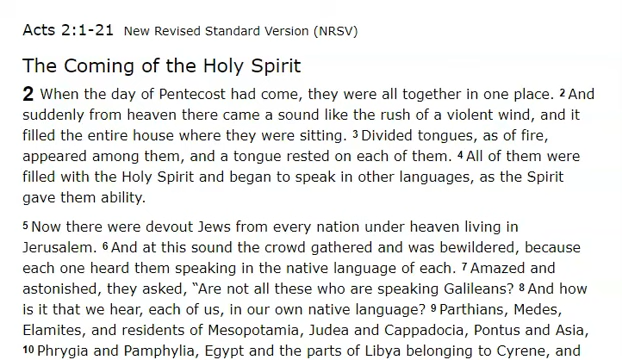 Acts 2:1-21 New Revised Standard Version (NRSV)
The Coming of the Holy Spirit
2 When the day of Pentecost had come, they were all together in one place. 2 And
suddenly from heaven there came a sound like the rush of a violent wind, and it
filled the entire house where they were sitting. 3 Divided tongues, as of fire,
appeared among them, and a tongue rested on each of them. 4 All of them were
filled with the Holy Spirit and began to speak in other languages, as the Spirit
gave them ability.
5 Now there were devout Jews from every nation under heaven living in
Jerusalem. 6 And at this sound the crowd gathered and was bewildered, because
each one heard them speaking in the native language of each. 7 Amazed and
astonished, they asked, “Are not all these who are speaking Galileans? 8 And how
is it that we hear, each of us, in our own native language? 9 Parthians, Medes,
Elamites, and residents of Mesopotamia, Judea and Cappadocia, Pontus and Asia,
10 Phrygia and Pamphylia, Egypt and the parts of Libya belonging to Cyrene, and